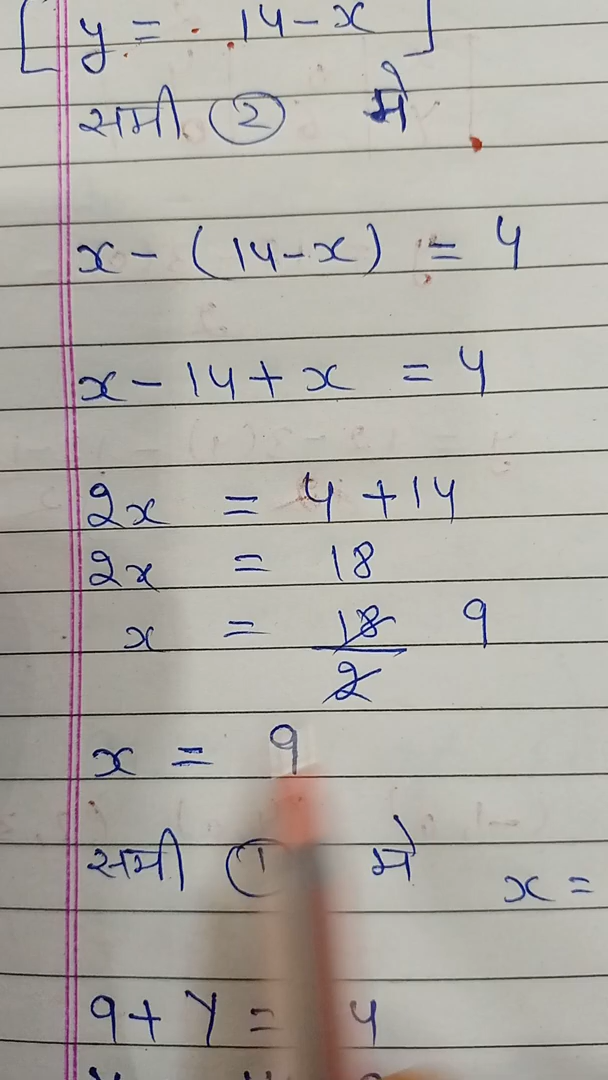 [ y = 14 - x ]
समी ② मे
x - (14 - x) = 4
x - 14 + x = 4
2x = 4 + 14
2x = 18
x = 18/2 9
x = 9
समी ① मे x =
9 + y = 4